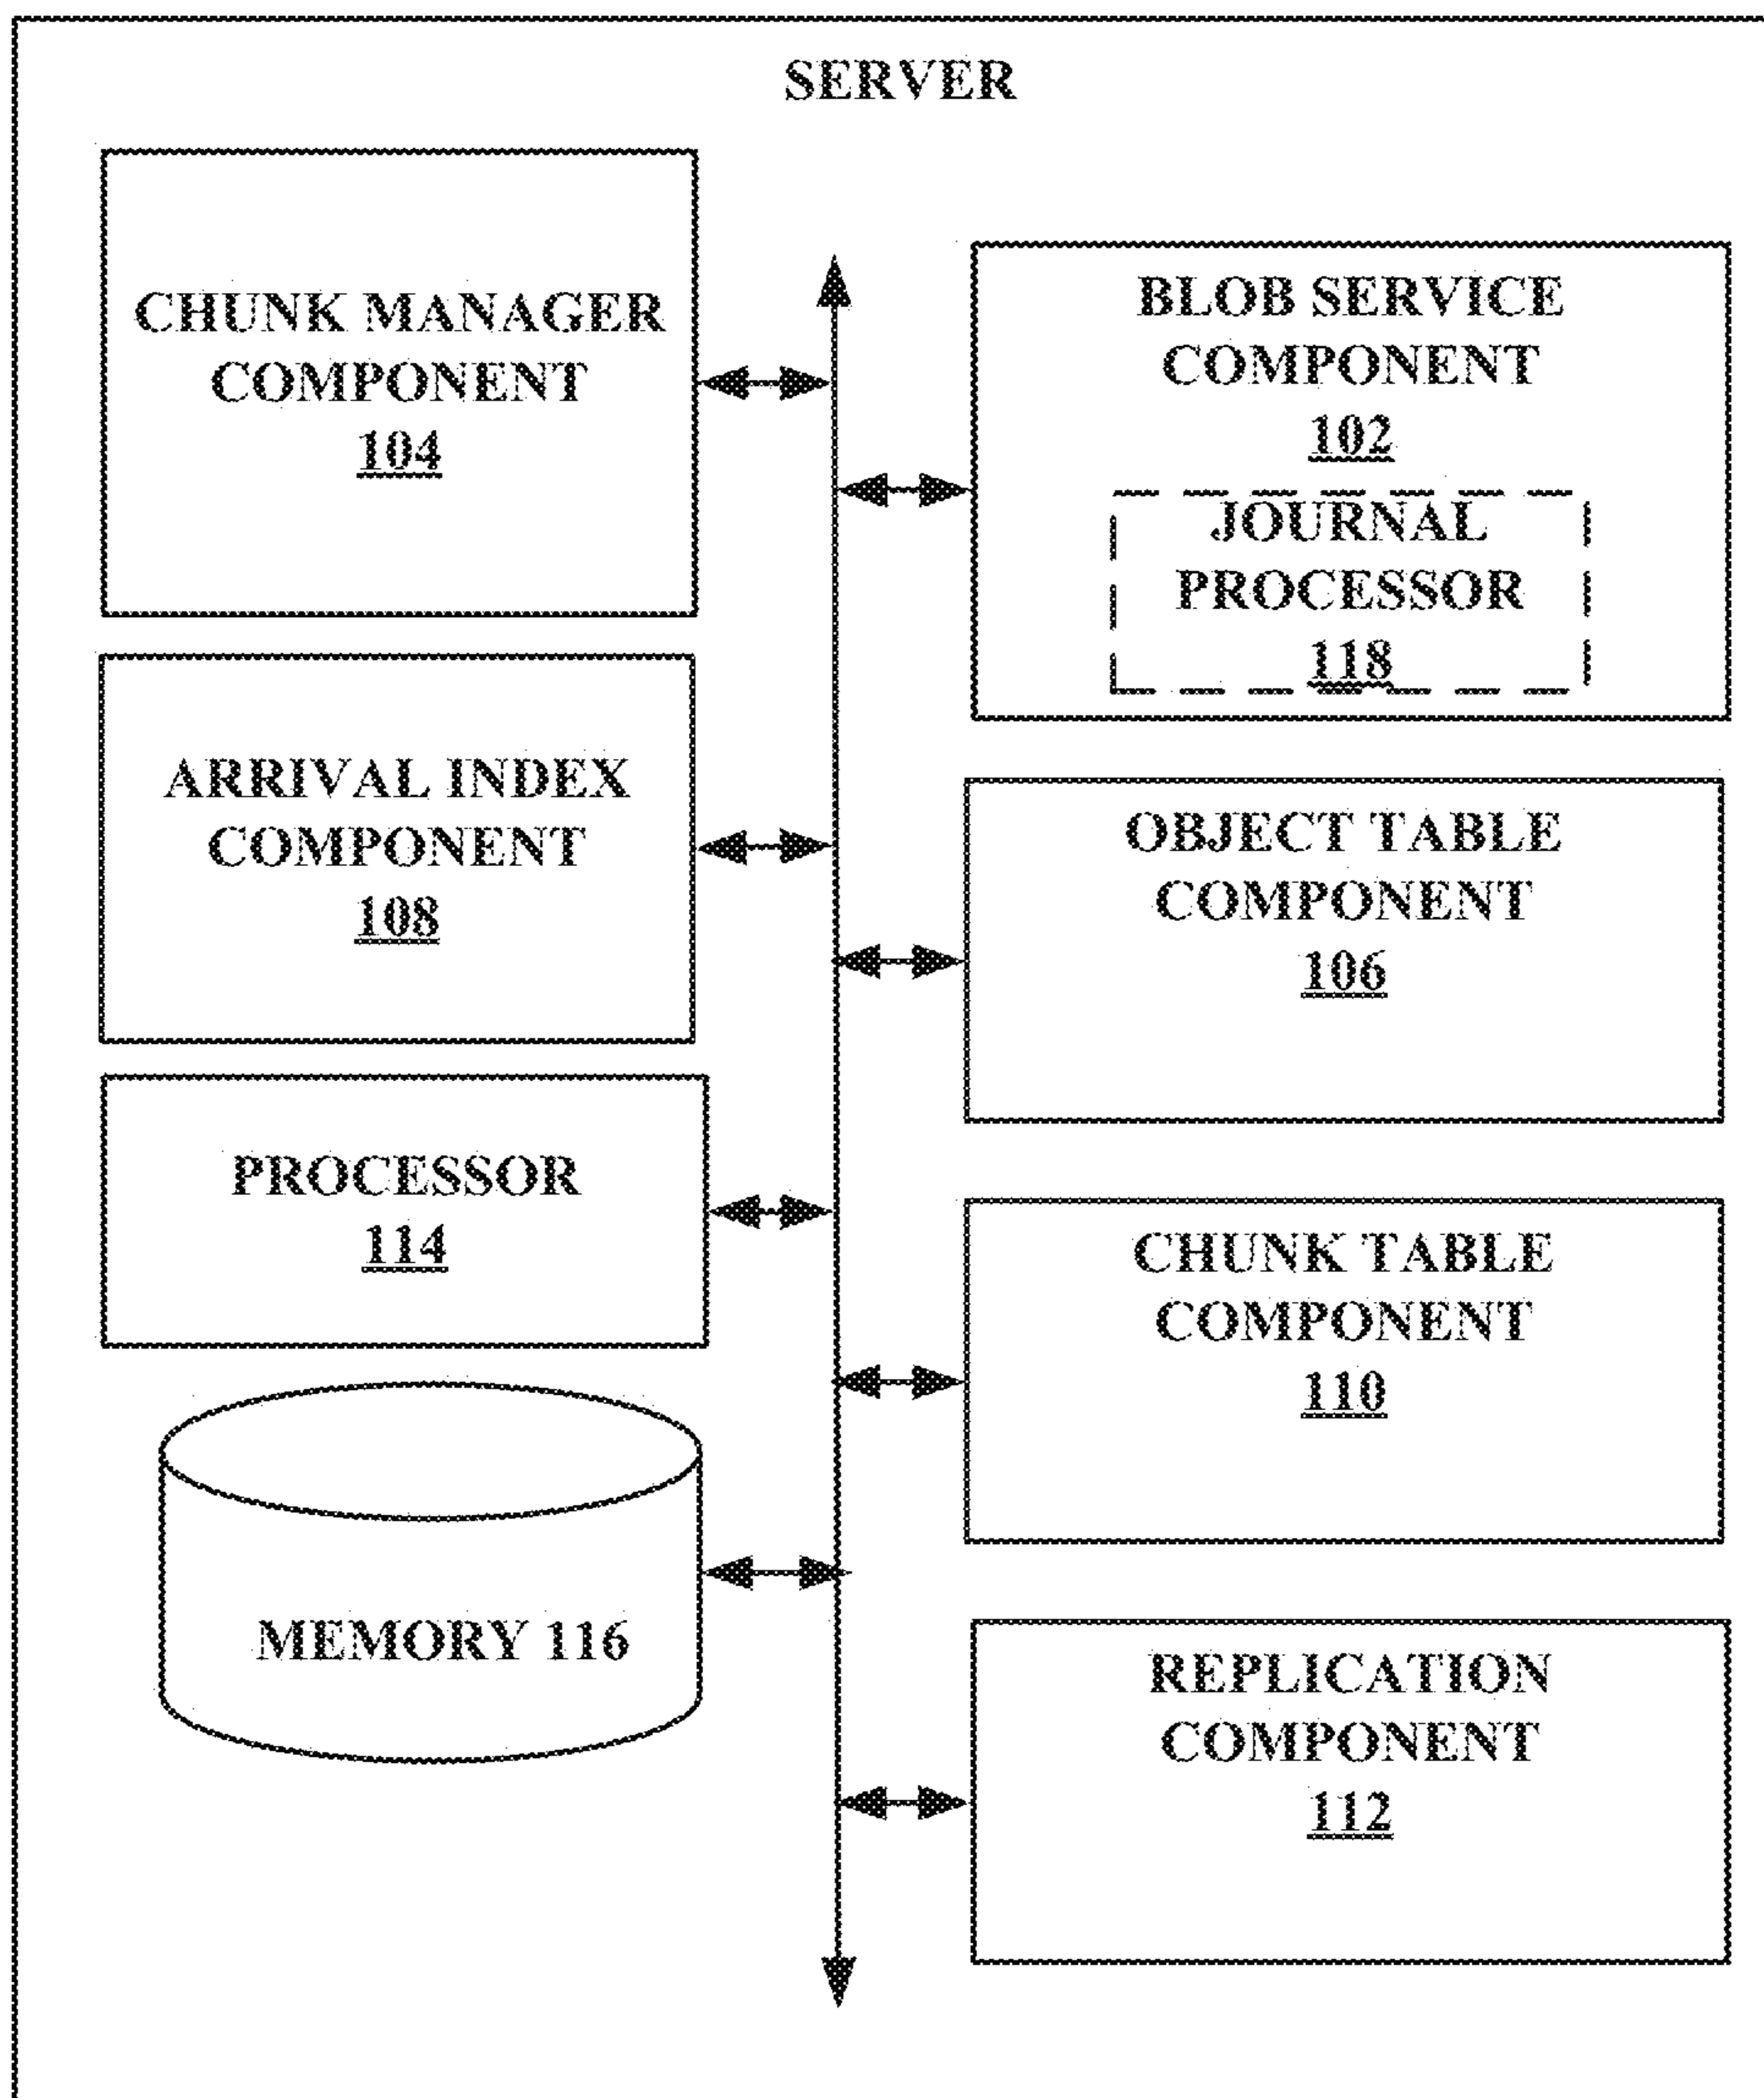 SERVER
CHUNK MANAGER
COMPONENT
104
BLOB SERVICE
COMPONENT
102
JOURNAL
PROCESSOR
118
ARRIVAL INDEX
COMPONENT
108
OBJECT TABLE
COMPONENT
106
PROCESSOR
114
CHUNK TABLE
COMPONENT
110
MEMORY 116
REPLICATION
COMPONENT
112